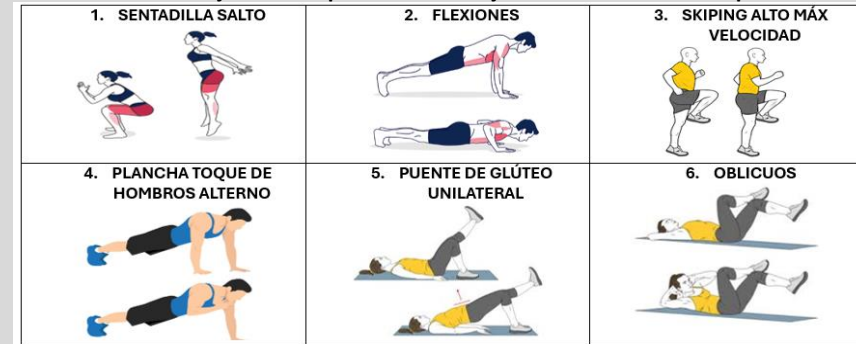 1. SENTADILLA SALTO
2. FLEXIONES
3. SKIPING ALTO MÁX
VELOCIDAD
4. PLANCHA TOQUE DE
HOMBROS ALTERNO
5. PUENTE DE GLÚTEO
UNILATERAL
6. OBLICUOS